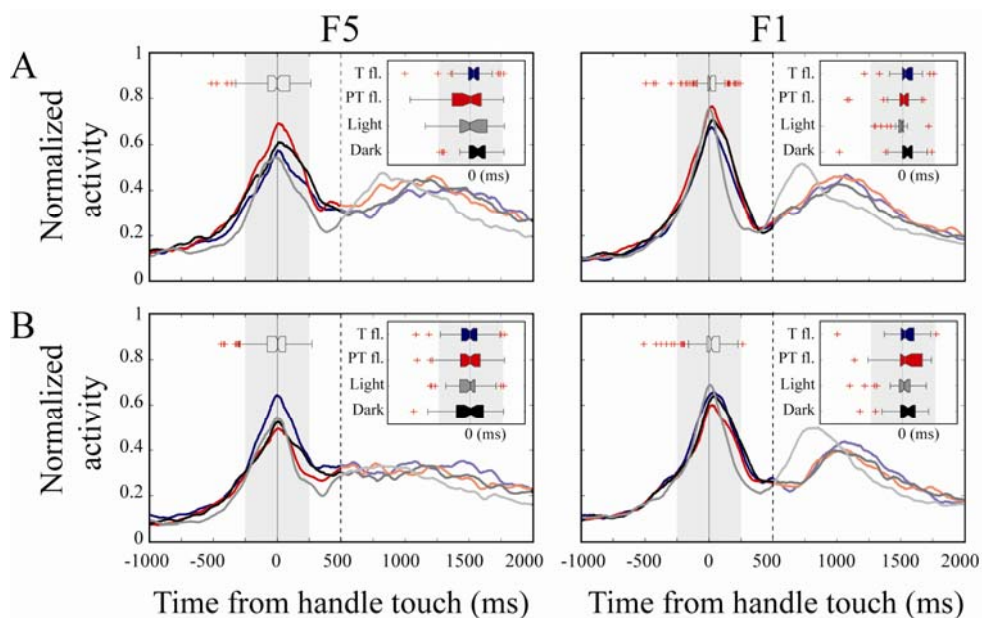 F5 F1
A
Normalized activity
1
0.8
0.6
0.4
0.2
0
T fl.
PT fl.
Light
Dark
0 (ms)
T fl.
PT fl.
Light
Dark
0 (ms)
B
Normalized activity
1
0.8
0.6
0.4
0.2
0
T fl.
PT fl.
Light
Dark
0 (ms)
T fl.
PT fl.
Light
Dark
0 (ms)
-1000 -500 0 500 1000 1500 2000
-1000 -500 0 500 1000 1500 2000
Time from handle touch (ms) Time from handle touch (ms)